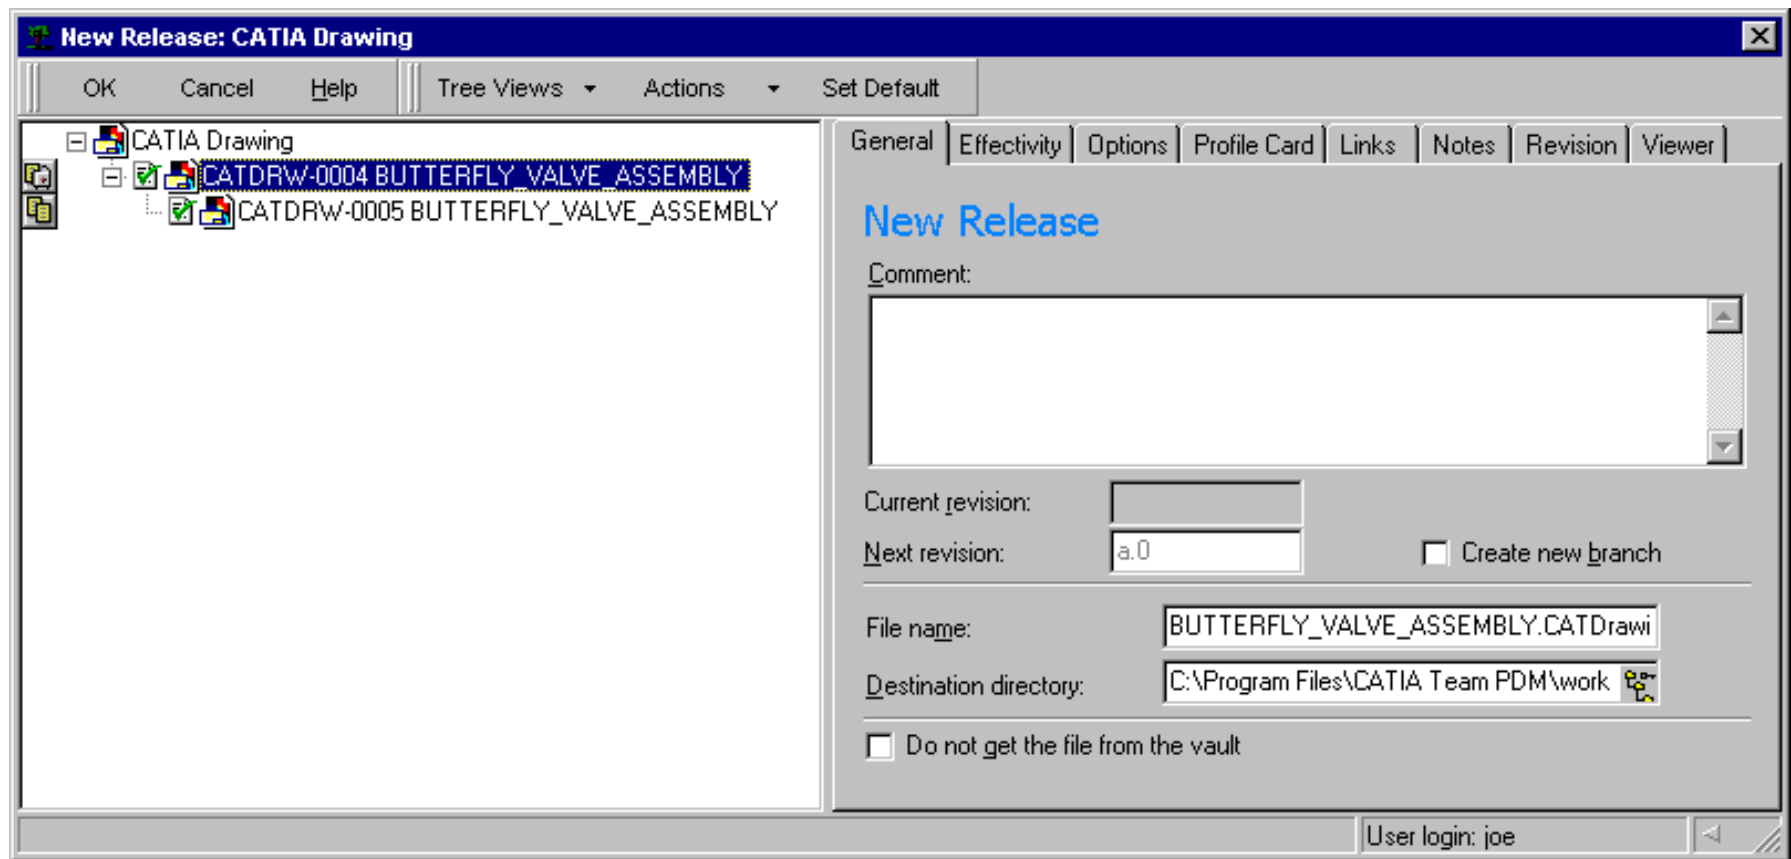 New Release: CATIA Drawing
OK Cancel Help Tree Views Actions Set Default
CATIA Drawing
CATDRW-0004 BUTTERFLY_VALVE_ASSEMBLY
CATDRW-0005 BUTTERFLY_VALVE_ASSEMBLY
General Effectivity Options Profile Card Links Notes Revision Viewer
New Release
Comment:
Current revision:
Next revision: a.0 Create new branch
File name: BUTTERFLY_VALVE_ASSEMBLY.CATDrawi
Destination directory: C:\Program Files\CATIA Team PDM\work
Do not get the file from the vault
User login: joe